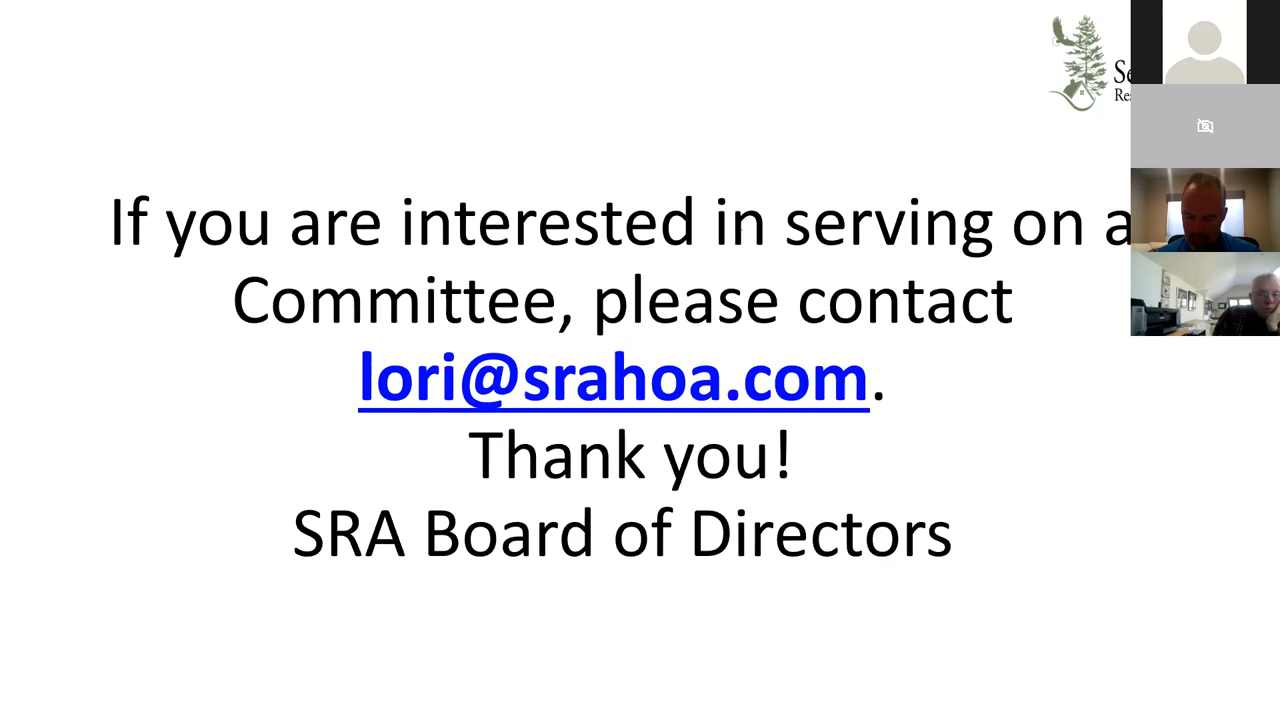 If you are interested in serving on a
Committee, please contact
lori@srahoa.com.
Thank you!
SRA Board of Directors